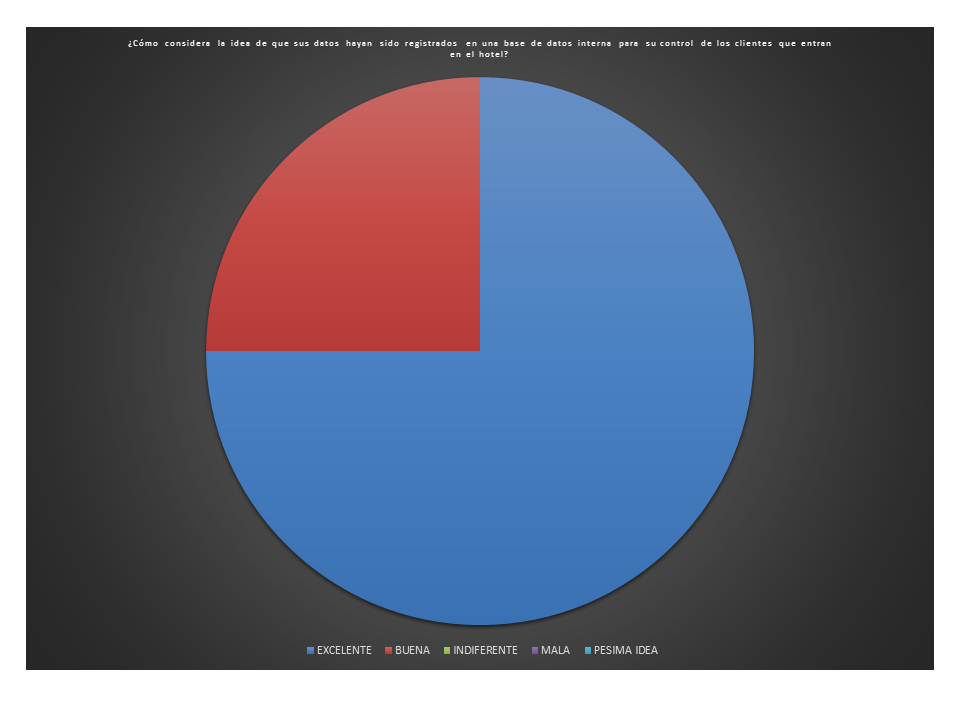 ¿Cómo considera la idea de que sus datos hayan sido registrados en una base de datos interna para su control de los clientes que entran
en el hotel?
EXCELENTE BUENA INDIFERENTE MALA PESIMA IDEA